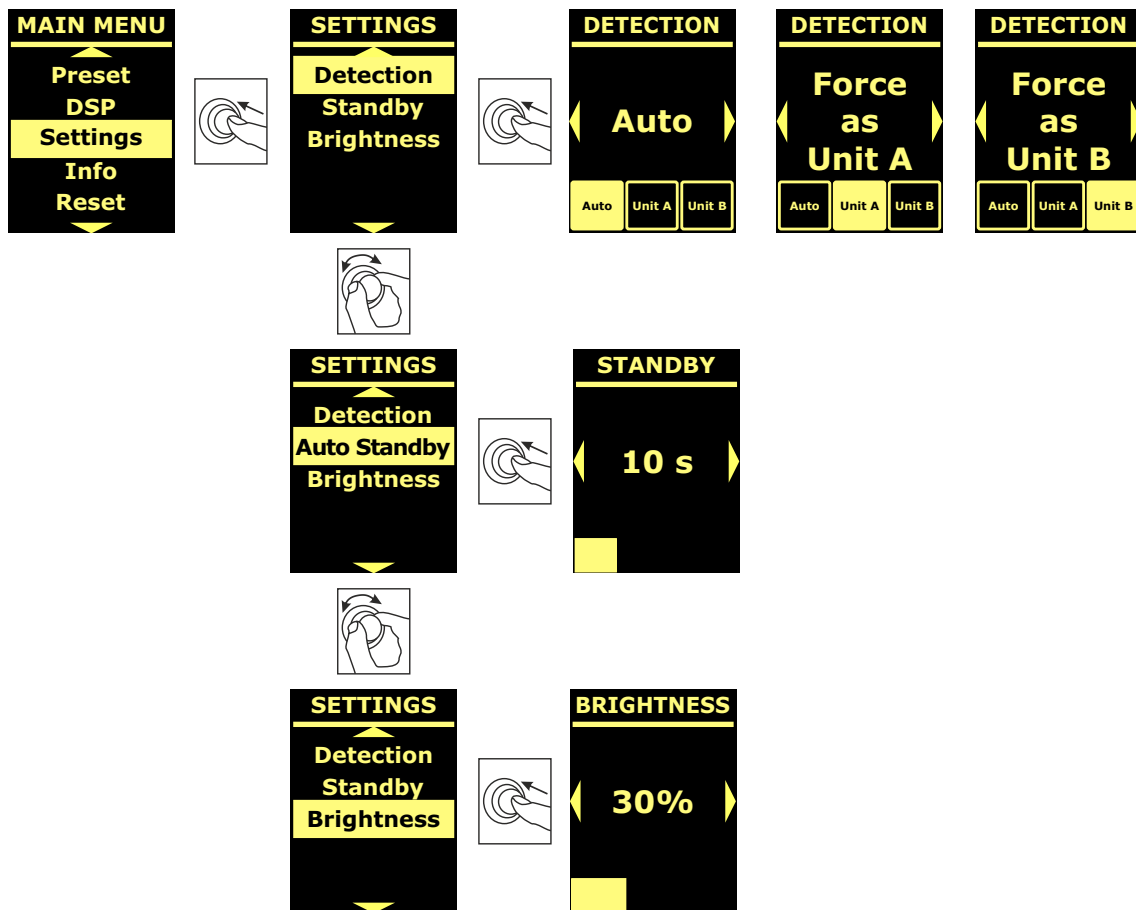 MAIN MENU
Preset
DSP
Settings
Info
Reset
SETTINGS
Detection
Standby
Brightness
DETECTION
Auto
Auto
Unit A
Unit B
DETECTION
Force
as
Unit A
Auto
Unit A
Unit B
DETECTION
Force
as
Unit B
Auto
Unit A
Unit B
SETTINGS
Detection
Auto Standby
Brightness
STANDBY
10 s
SETTINGS
Detection
Standby
Brightness
BRIGHTNESS
30%